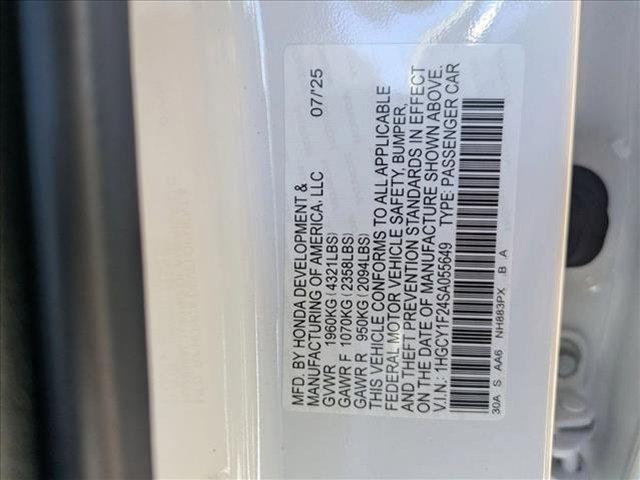 MFD. BY HONDA DEVELOPMENT &
MANUFACTURING OF AMERICA, LLC 07/'25
GVWR 1960KG (4321LBS)
GAWR F 1070KG (2358LBS)
GAWR R 950KG (2094LBS)
THIS VEHICLE CONFORMS TO ALL APPLICABLE
FEDERAL MOTOR VEHICLE SAFETY, BUMPER,
AND THEFT PREVENTION STANDARDS IN EFFECT
ON THE DATE OF MANUFACTURE SHOWN ABOVE.
V.I.N.: 1HGCY1F24SA055649 TYPE: PASSENGER CAR
30A S AA6 NH883PX B A